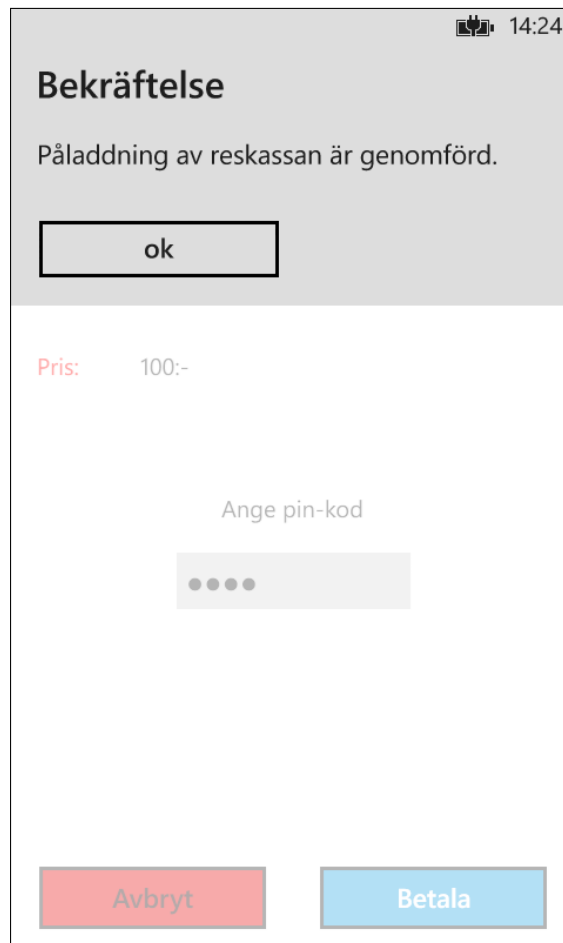 14:24
Bekräftelse
Påladdning av reskassan är genomförd.
ok
Pris: 100:-
Ange pin-kod
Avbryt Betala